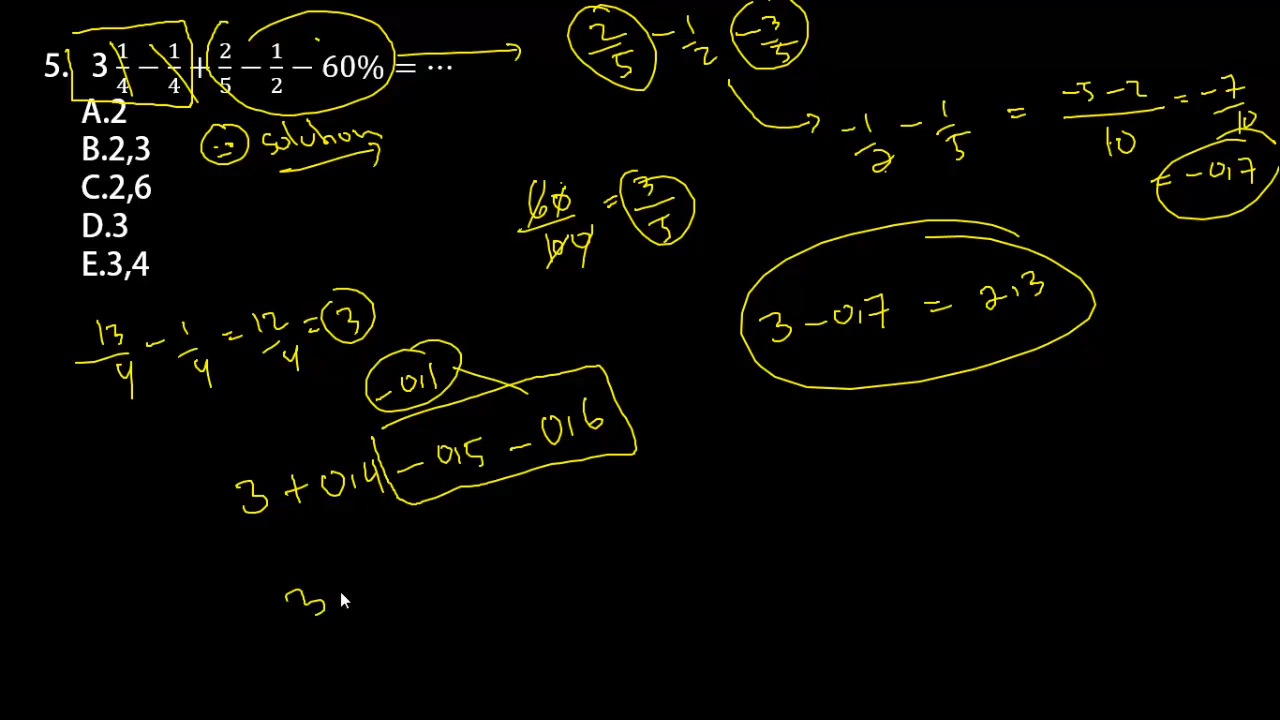 5. 3 1/4 − 1/4 + 2/5 − 1/2 − 60% = ⋯
A.2
B.2,3
C.2,6
D.3
E.3,4
solution
2/5 − 1/2 − 3/5
−1/2 − 1/5 = −5−2/10 = −7/10
= −0,7
60/100 = 3/5
3 − 0,7 = 2,3
13/4 − 1/4 = 12/4 = 3
−0,1
3 + 0,4 − 0,5 − 0,6
3